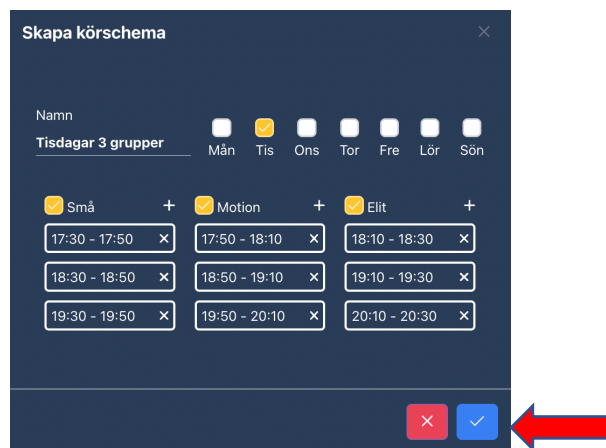 Skapa körschema
Namn
Tisdagar 3 grupper
Mån Tis Ons Tor Fre Lör Sön
Små + Motion + Elit +
17:30 - 17:50 × 17:50 - 18:10 × 18:10 - 18:30 ×
18:30 - 18:50 × 18:50 - 19:10 × 19:10 - 19:30 ×
19:30 - 19:50 × 19:50 - 20:10 × 20:10 - 20:30 ×